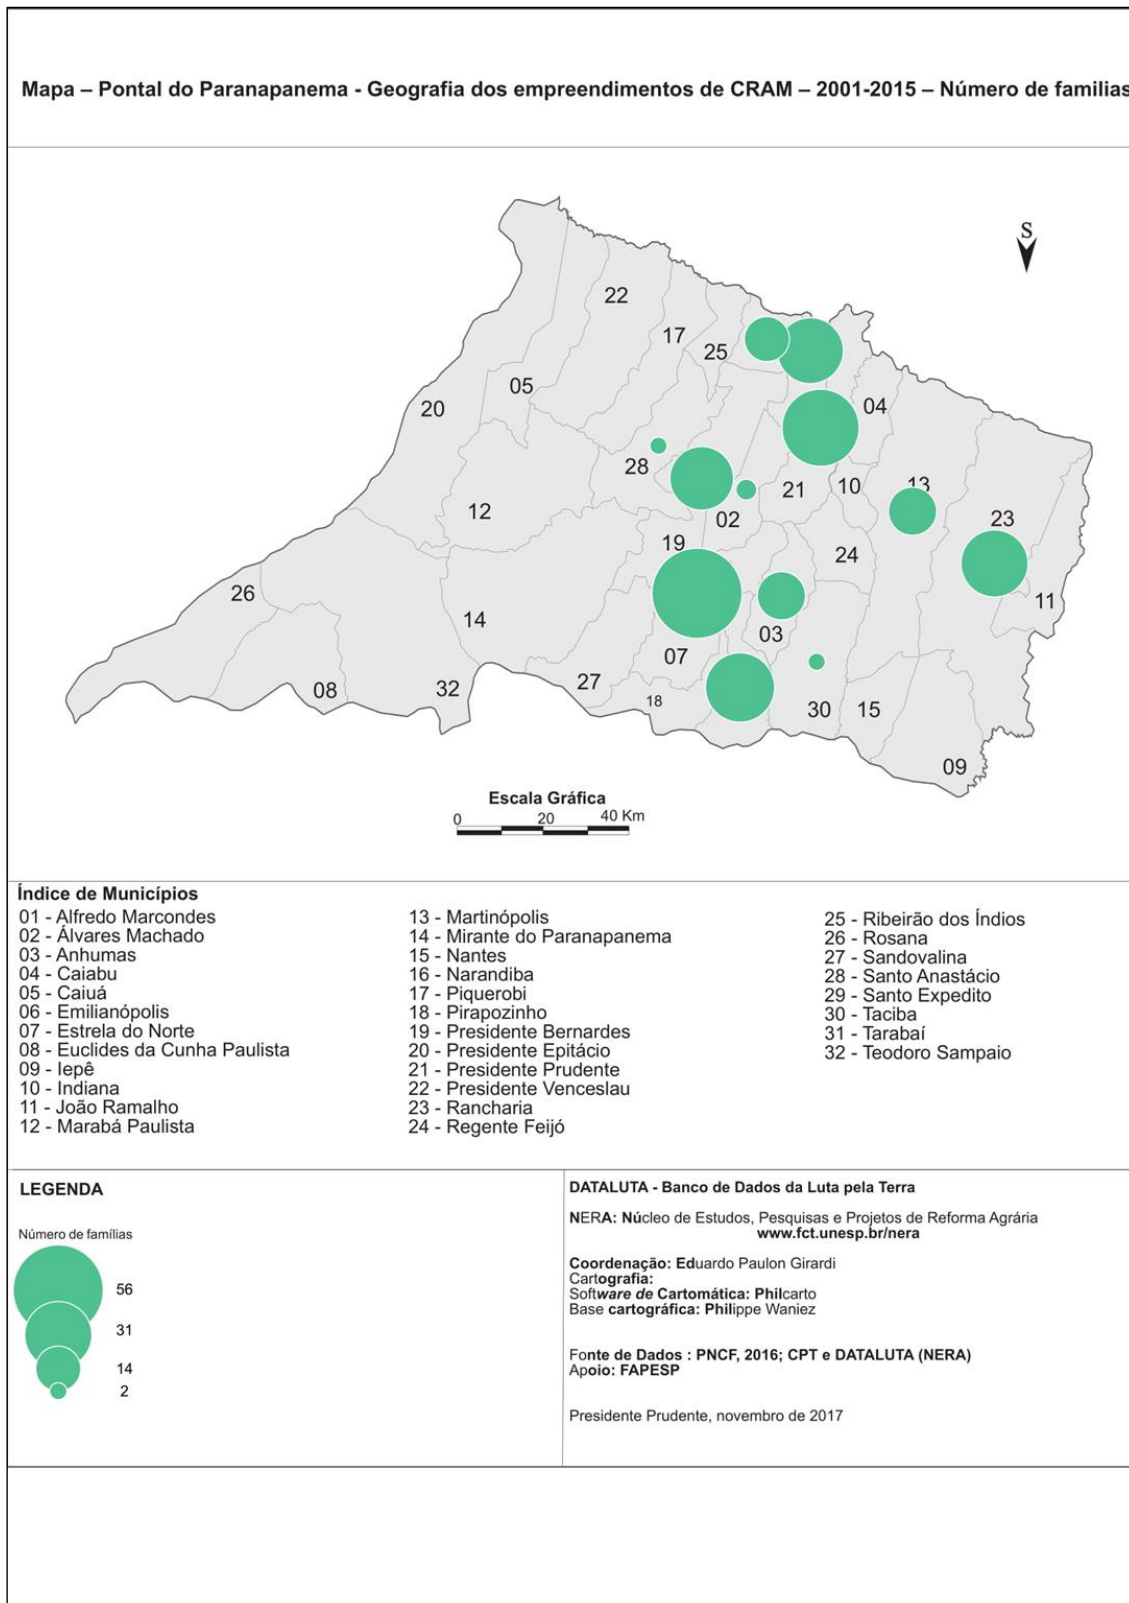 Mapa – Pontal do Paranapanema - Geografia dos empreendimentos de CRAM – 2001-2015 – Número de familias
S
22
17
25
05
04
20
28
13
10
21
12
02
23
19
24
26
11
14
03
07
27
08
32
18
30
15
09
Escala Gráfica
0 20 40 Km
Índice de Municípios
01 - Alfredo Marcondes
02 - Álvares Machado
03 - Anhumas
04 - Caiabu
05 - Caiuá
06 - Emilianópolis
07 - Estrela do Norte
08 - Euclides da Cunha Paulista
09 - Iepê
10 - Indiana
11 - João Ramalho
12 - Marabá Paulista
13 - Martinópolis
14 - Mirante do Paranapanema
15 - Nantes
16 - Narandiba
17 - Piquerobi
18 - Pirapozinho
19 - Presidente Bernardes
20 - Presidente Epitácio
21 - Presidente Prudente
22 - Presidente Venceslau
23 - Rancharia
24 - Regente Feijó
25 - Ribeirão dos Índios
26 - Rosana
27 - Sandovalina
28 - Santo Anastácio
29 - Santo Expedito
30 - Taciba
31 - Tarabaí
32 - Teodoro Sampaio
LEGENDA
Número de famílias
56
31
14
2
DATALUTA - Banco de Dados da Luta pela Terra
NERA: Núcleo de Estudos, Pesquisas e Projetos de Reforma Agrária
www.fct.unesp.br/nera
Coordenação: Eduardo Paulon Girardi
Cartografia:
Software de Cartomática: Philcarto
Base cartográfica: Philippe Waniez
Fonte de Dados : PNCF, 2016; CPT e DATALUTA (NERA)
Apoio: FAPESP
Presidente Prudente, novembro de 2017